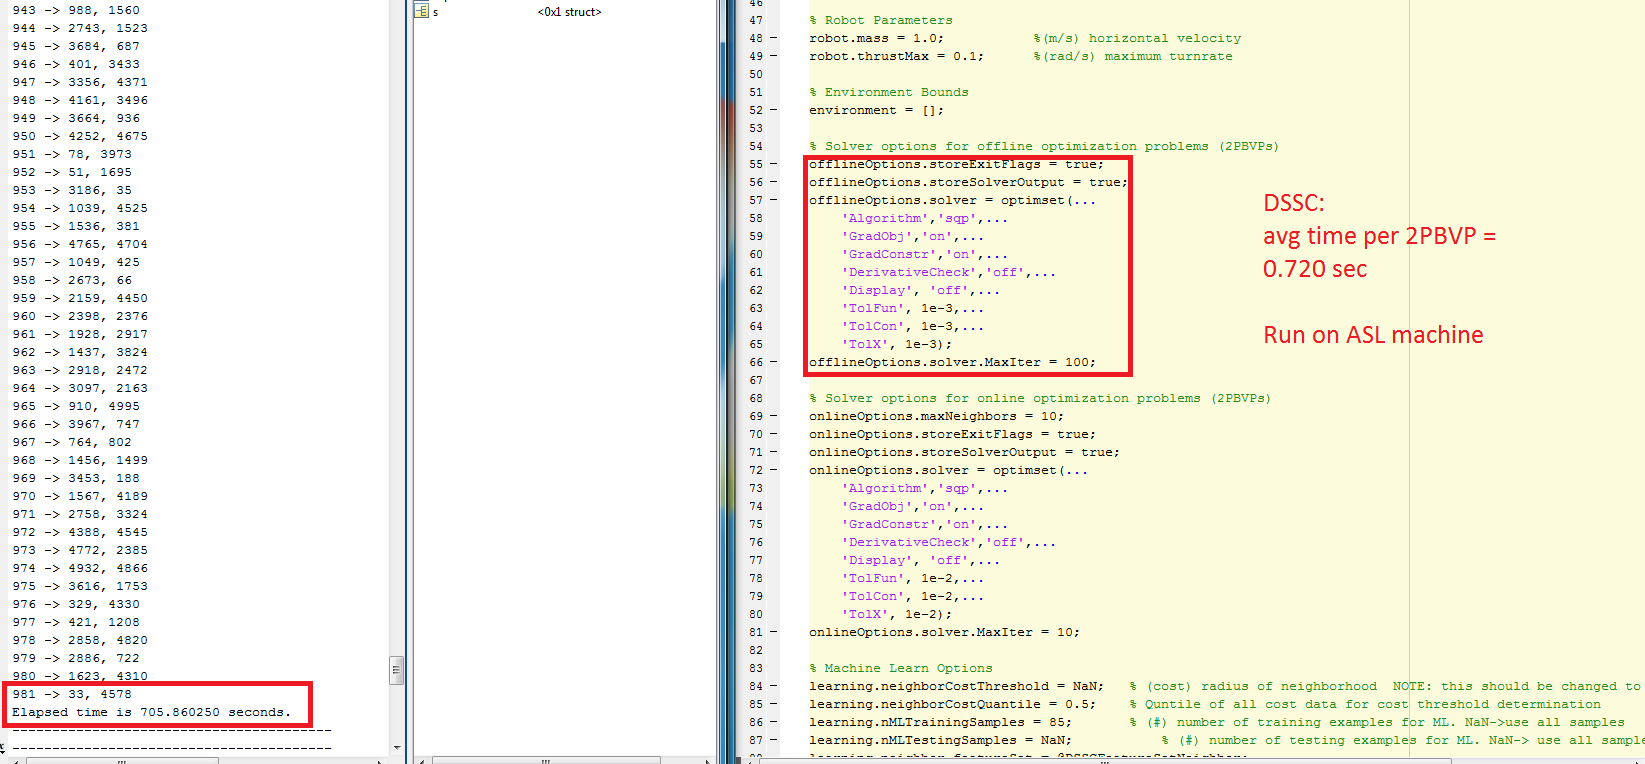 943 -> 988, 1560
944 -> 2743, 1523
945 -> 3684, 687
946 -> 401, 3433
947 -> 3356, 4371
948 -> 4161, 3496
949 -> 3664, 936
950 -> 4252, 4675
951 -> 78, 3973
952 -> 51, 1695
953 -> 3186, 35
954 -> 1039, 4525
955 -> 1536, 381
956 -> 4765, 4704
957 -> 1049, 425
958 -> 2673, 66
959 -> 2159, 4450
960 -> 2398, 2376
961 -> 1928, 2917
962 -> 1437, 3824
963 -> 2918, 2472
964 -> 3097, 2163
965 -> 910, 4995
966 -> 3967, 747
967 -> 764, 802
968 -> 1456, 1499
969 -> 3453, 188
970 -> 1567, 4189
971 -> 2758, 3324
972 -> 4388, 4545
973 -> 4772, 2385
974 -> 4932, 4866
975 -> 3616, 1753
976 -> 329, 4330
977 -> 421, 1208
978 -> 2858, 4820
979 -> 2886, 722
980 -> 1623, 4310
981 -> 33, 4578
Elapsed time is 705.860250 seconds.
----------------------------------------
----------------------------------------
s <0x1 struct>
46
47 % Robot Parameters
48 – robot.mass = 1.0; %(m/s) horizontal velocity
49 – robot.thrustMax = 0.1; %(rad/s) maximum turnrate
50
51 % Environment Bounds
52 – environment = [];
53
54 % Solver options for offline optimization problems (2PBVPs)
55 – offlineOptions.storeExitFlags = true;
56 – offlineOptions.storeSolverOutput = true;
57 – offlineOptions.solver = optimset(...
58 'Algorithm','sqp',...
59 'GradObj','on',...
60 'GradConstr','on',...
61 'DerivativeCheck','off',...
62 'Display', 'off',...
63 'TolFun', 1e-3,...
64 'TolCon', 1e-3,...
65 'TolX', 1e-3);
66 – offlineOptions.solver.MaxIter = 100;
67
68 % Solver options for online optimization problems (2PBVPs)
69 – onlineOptions.maxNeighbors = 10;
70 – onlineOptions.storeExitFlags = true;
71 – onlineOptions.storeSolverOutput = true;
72 – onlineOptions.solver = optimset(...
73 'Algorithm','sqp',...
74 'GradObj','on',...
75 'GradConstr','on',...
76 'DerivativeCheck','off',...
77 'Display', 'off',...
78 'TolFun', 1e-2,...
79 'TolCon', 1e-2,...
80 'TolX', 1e-2);
81 – onlineOptions.solver.MaxIter = 10;
82
83 % Machine Learn Options
84 – learning.neighborCostThreshold = NaN; % (cost) radius of neighborhood NOTE: this should be changed to
85 – learning.neighborCostQuantile = 0.5; % Quntile of all cost data for cost threshold determination
86 – learning.nMLTrainingSamples = 85; % (#) number of training examples for ML. NaN->use all samples
87 – learning.nMLTestingSamples = NaN; % (#) number of testing examples for ML. NaN-> use all sample
DSSC:
avg time per 2PBVP =
0.720 sec
Run on ASL machine